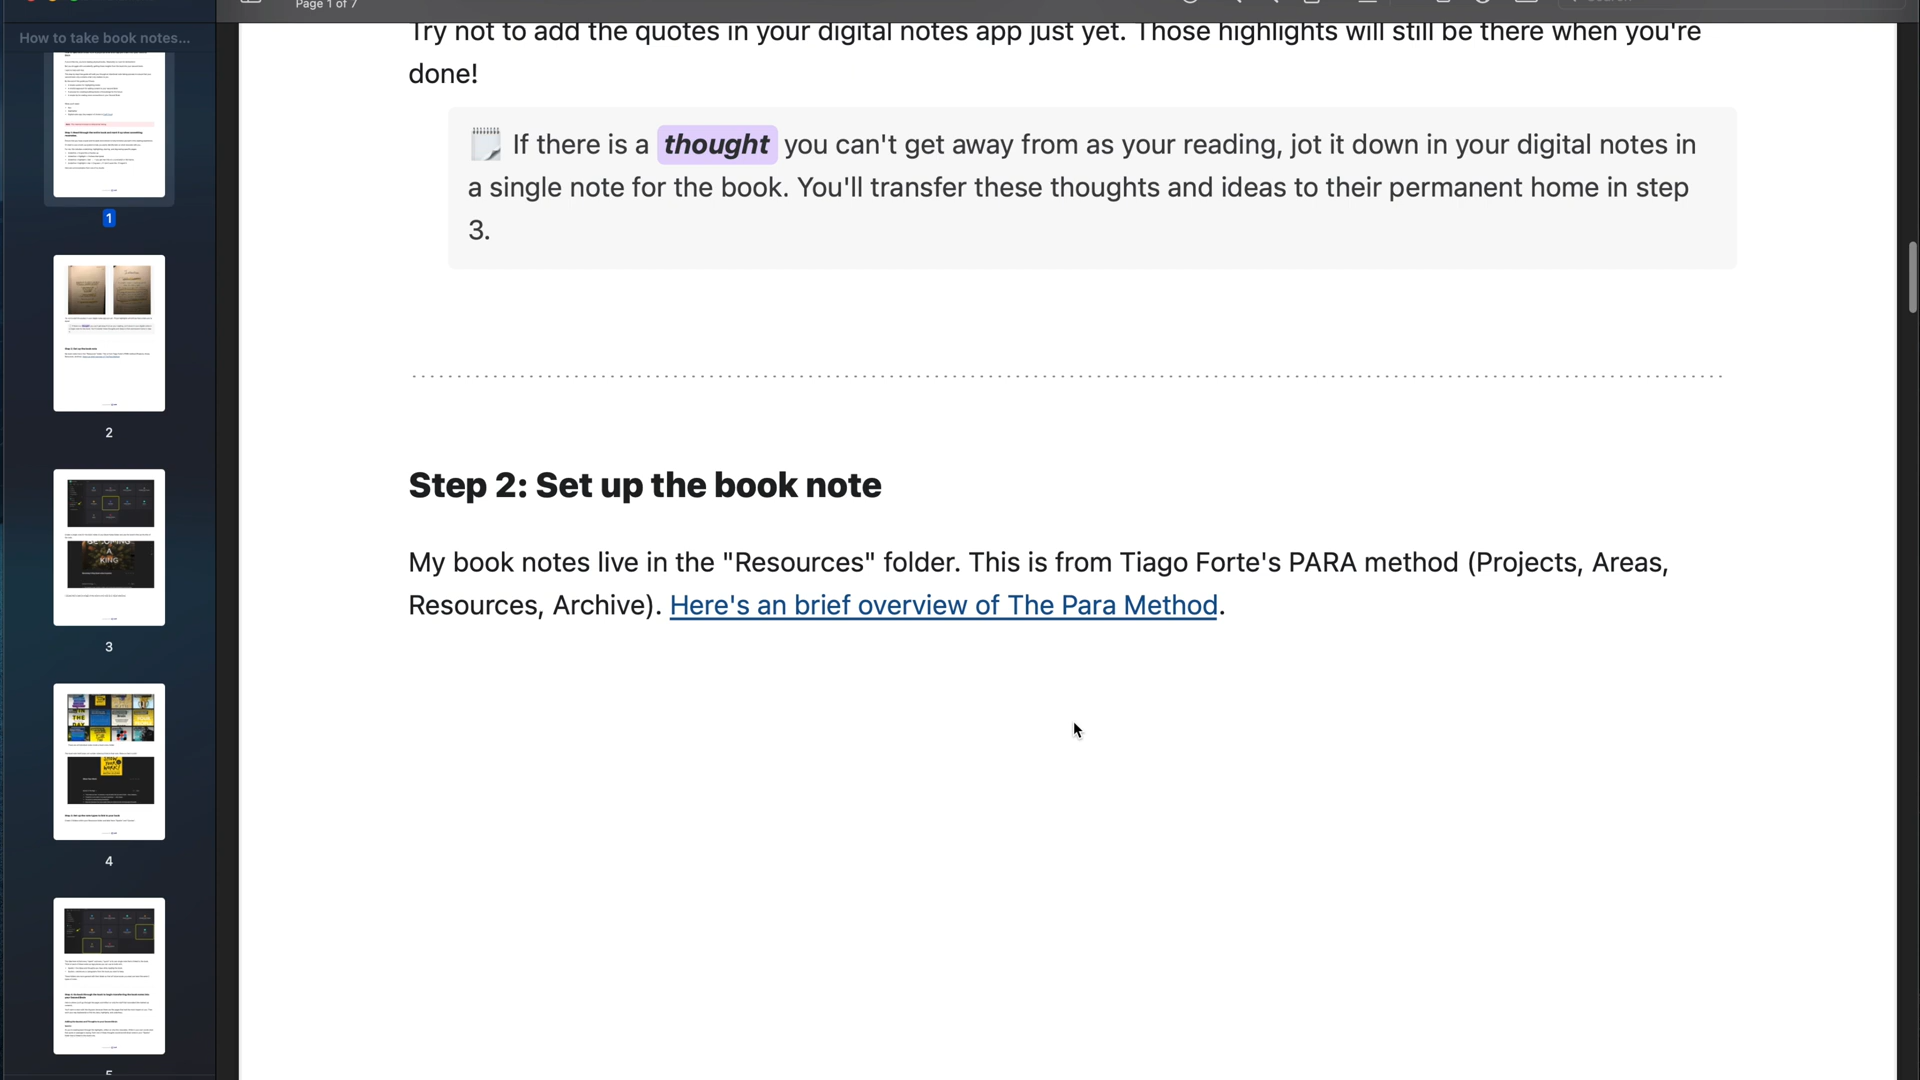 Page 1 of 7
How to take book notes...
Try not to add the quotes in your digital notes app just yet. Those highlights will still be there when you're
done!
If there is a thought you can't get away from as your reading, jot it down in your digital notes in
a single note for the book. You'll transfer these thoughts and ideas to their permanent home in step
3.
Step 2: Set up the book note
My book notes live in the "Resources" folder. This is from Tiago Forte's PARA method (Projects, Areas,
Resources, Archive). Here's an brief overview of The Para Method.
1
2
3
4
5